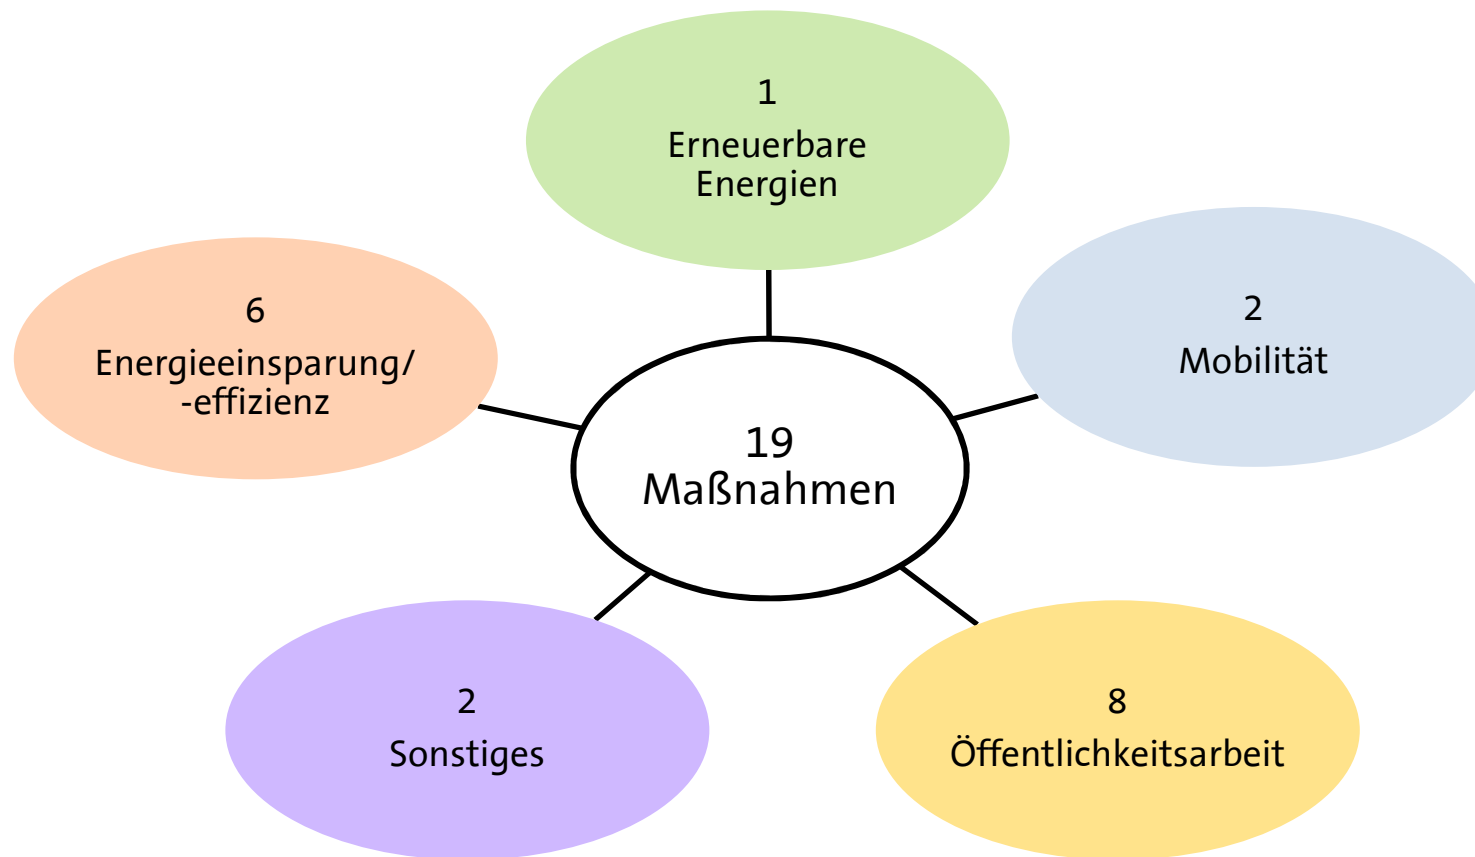 1
Erneuerbare
Energien
2
Mobilität
6
Energieeinsparung/
-effizienz
19
Maßnahmen
2
Sonstiges
8
Öffentlichkeitsarbeit